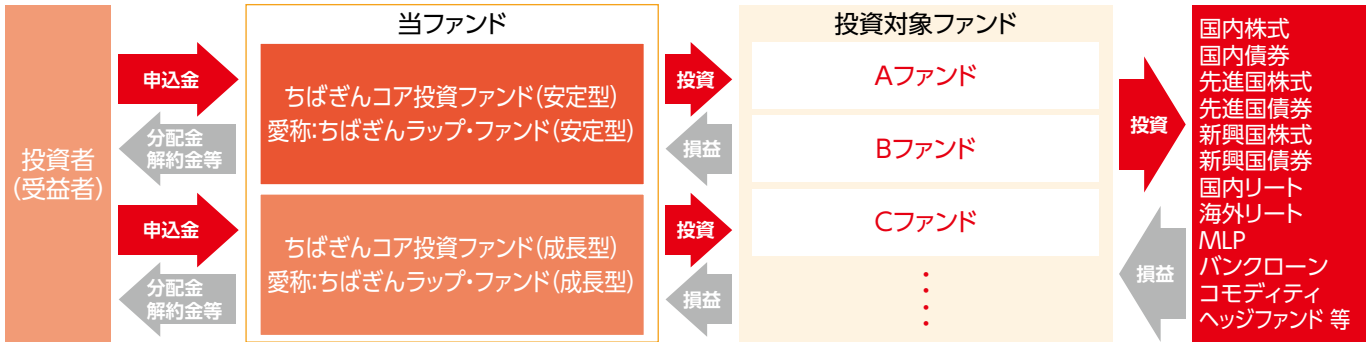 投資者
(受益者)
申込金
分配金
解約金等
申込金
分配金
解約金等
当ファンド
ちばぎんコア投資ファンド(安定型)
愛称:ちばぎんラップ・ファンド(安定型)
ちばぎんコア投資ファンド(成長型)
愛称:ちばぎんラップ・ファンド(成長型)
投資
損益
投資
損益
投資対象ファンド
Aファンド
Bファンド
Cファンド
投資
損益
国内株式
国内債券
先進国株式
先進国債券
新興国株式
新興国債券
国内リート
海外リート
MLP
バンクローン
コモディティ
ヘッジファンド 等